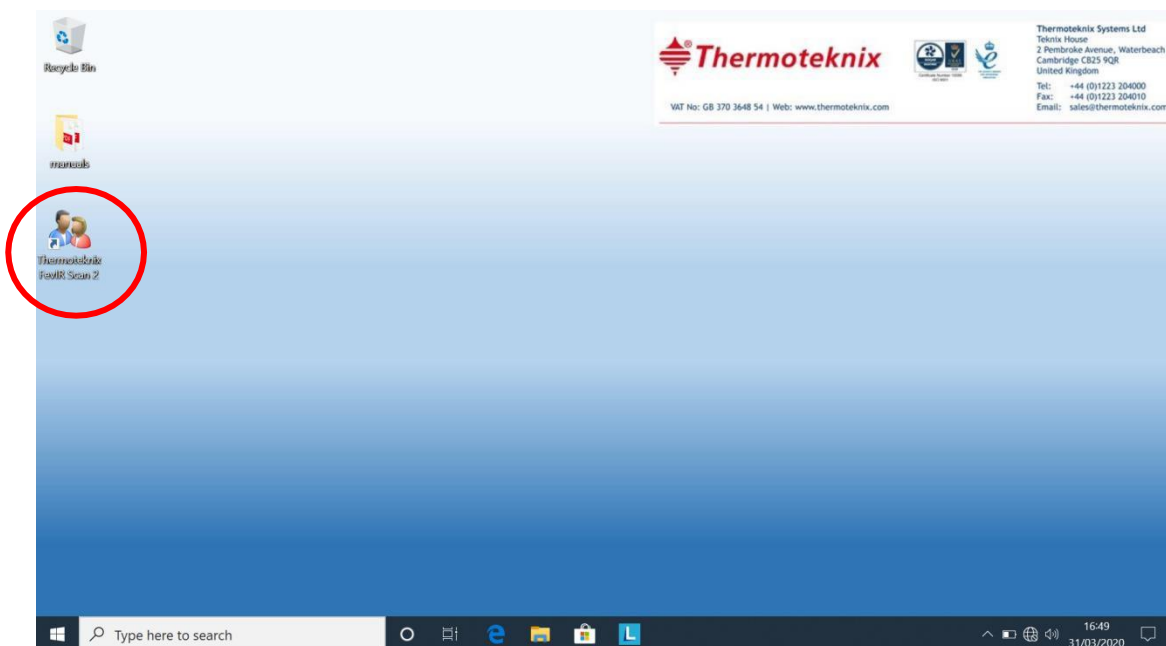 Recycle Bin
manuals
Thermoteknix
FevIR Scan 2
Thermoteknix
VAT No: GB 370 3648 54 | Web: www.thermoteknix.com
Thermoteknix Systems Ltd
Teknix House
2 Pembroke Avenue, Waterbeach
Cambridge CB25 9QR
United Kingdom
Tel: +44 (0)1223 204000
Fax: +44 (0)1223 204010
Email: sales@thermoteknix.com
Type here to search
L
16:49
31/03/2020